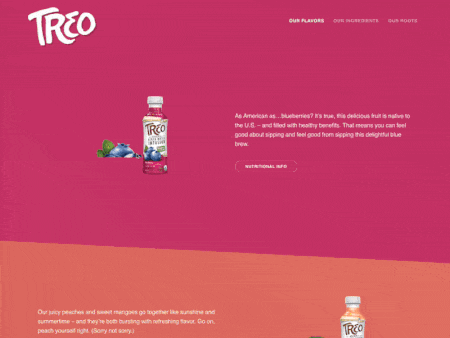 TREO
OUR FLAVORS OUR INGREDIENTS OUR ROOTS
As American as... blueberries? It's true, this delicious fruit is native to
the U.S. – and filled with healthy benefits. That means you can feel
good about sipping and feel good from sipping this delightful blue
brew.
NUTRITIONAL INFO
TREO
Our juicy peaches and sweet mangoes go together like sunshine and
summertime – and they're both bursting with refreshing flavor. Go on,
peach yourself right. (Sorry not sorry.)
TREO